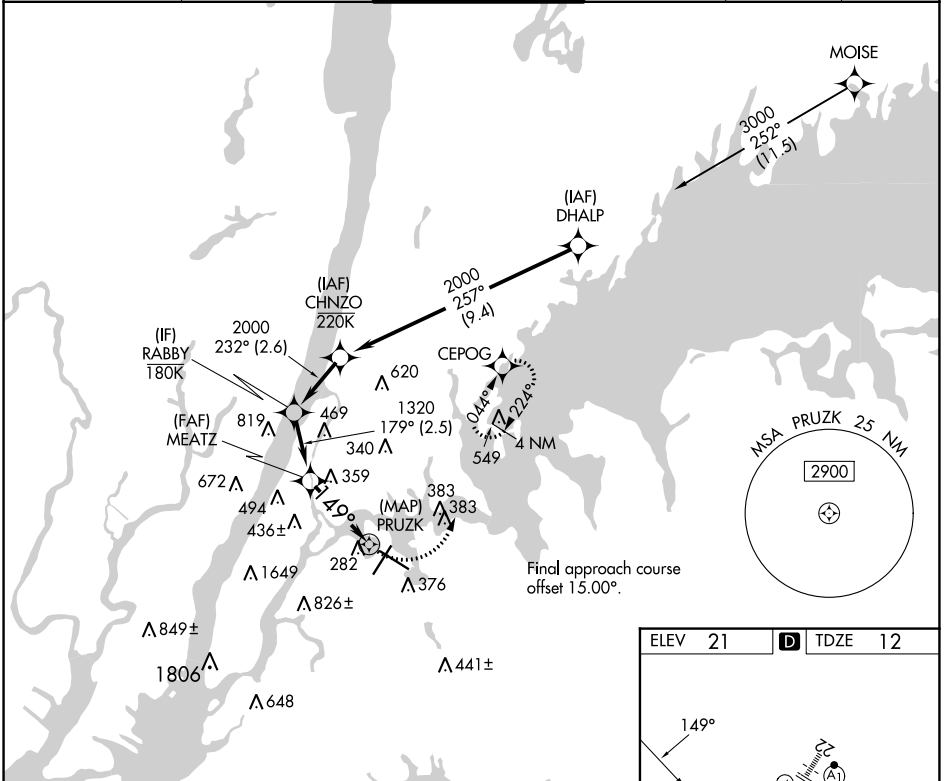 MOISE
3000
252°
(11.5)
(IAF)
DHALP
2000
257°
(9.4)
(IAF)
CHNZO
220K
2000
232° (2.6)
(IF)
RABBY
180K
CEPOG
620
044°
224°
4 NM
549
819
469
1320
179° (2.5)
340
(FAF)
MEATZ
359
672
494
436±
149°
(MAP)
PRUZK
383
383
282
376
1649
826±
849±
1806
648
441±
Final approach course
offset 15.00°.
MSA PRUZK 25 NM
2900
ELEV 21 D TDZE 12
149°
22
A1